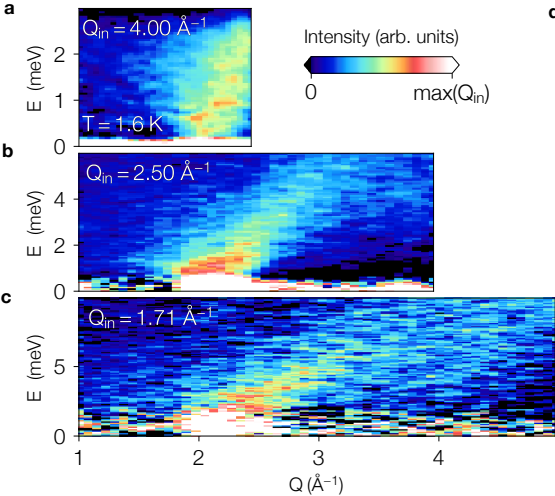 a
d
Q_in = 4.00 Å⁻¹
Intensity (arb. units)
0 max(Q_in)
T = 1.6 K
E (meV)
2
1
0
b
Q_in = 2.50 Å⁻¹
E (meV)
4
2
0
c
Q_in = 1.71 Å⁻¹
E (meV)
5
0
1 2 3 4
Q (Å⁻¹)